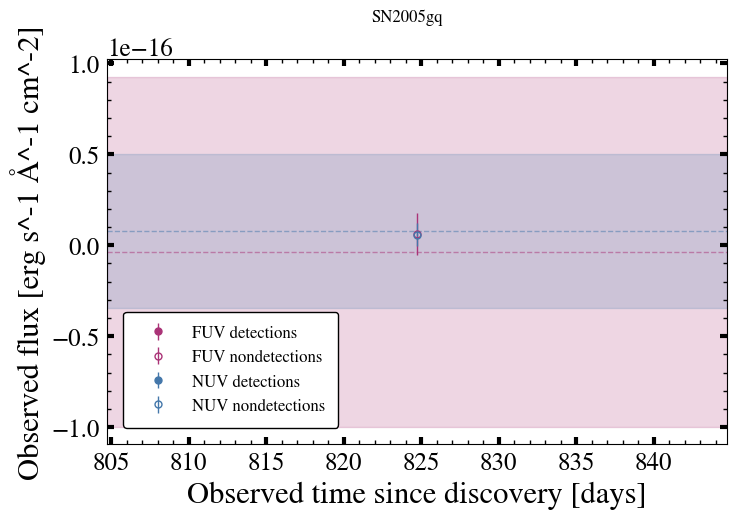 SN2005gq
1e−16
1.0
0.5
0.0
−0.5
−1.0
Observed flux [erg s^-1 Å^-1 cm^-2]
FUV detections
FUV nondetections
NUV detections
NUV nondetections
805 810 815 820 825 830 835 840
Observed time since discovery [days]